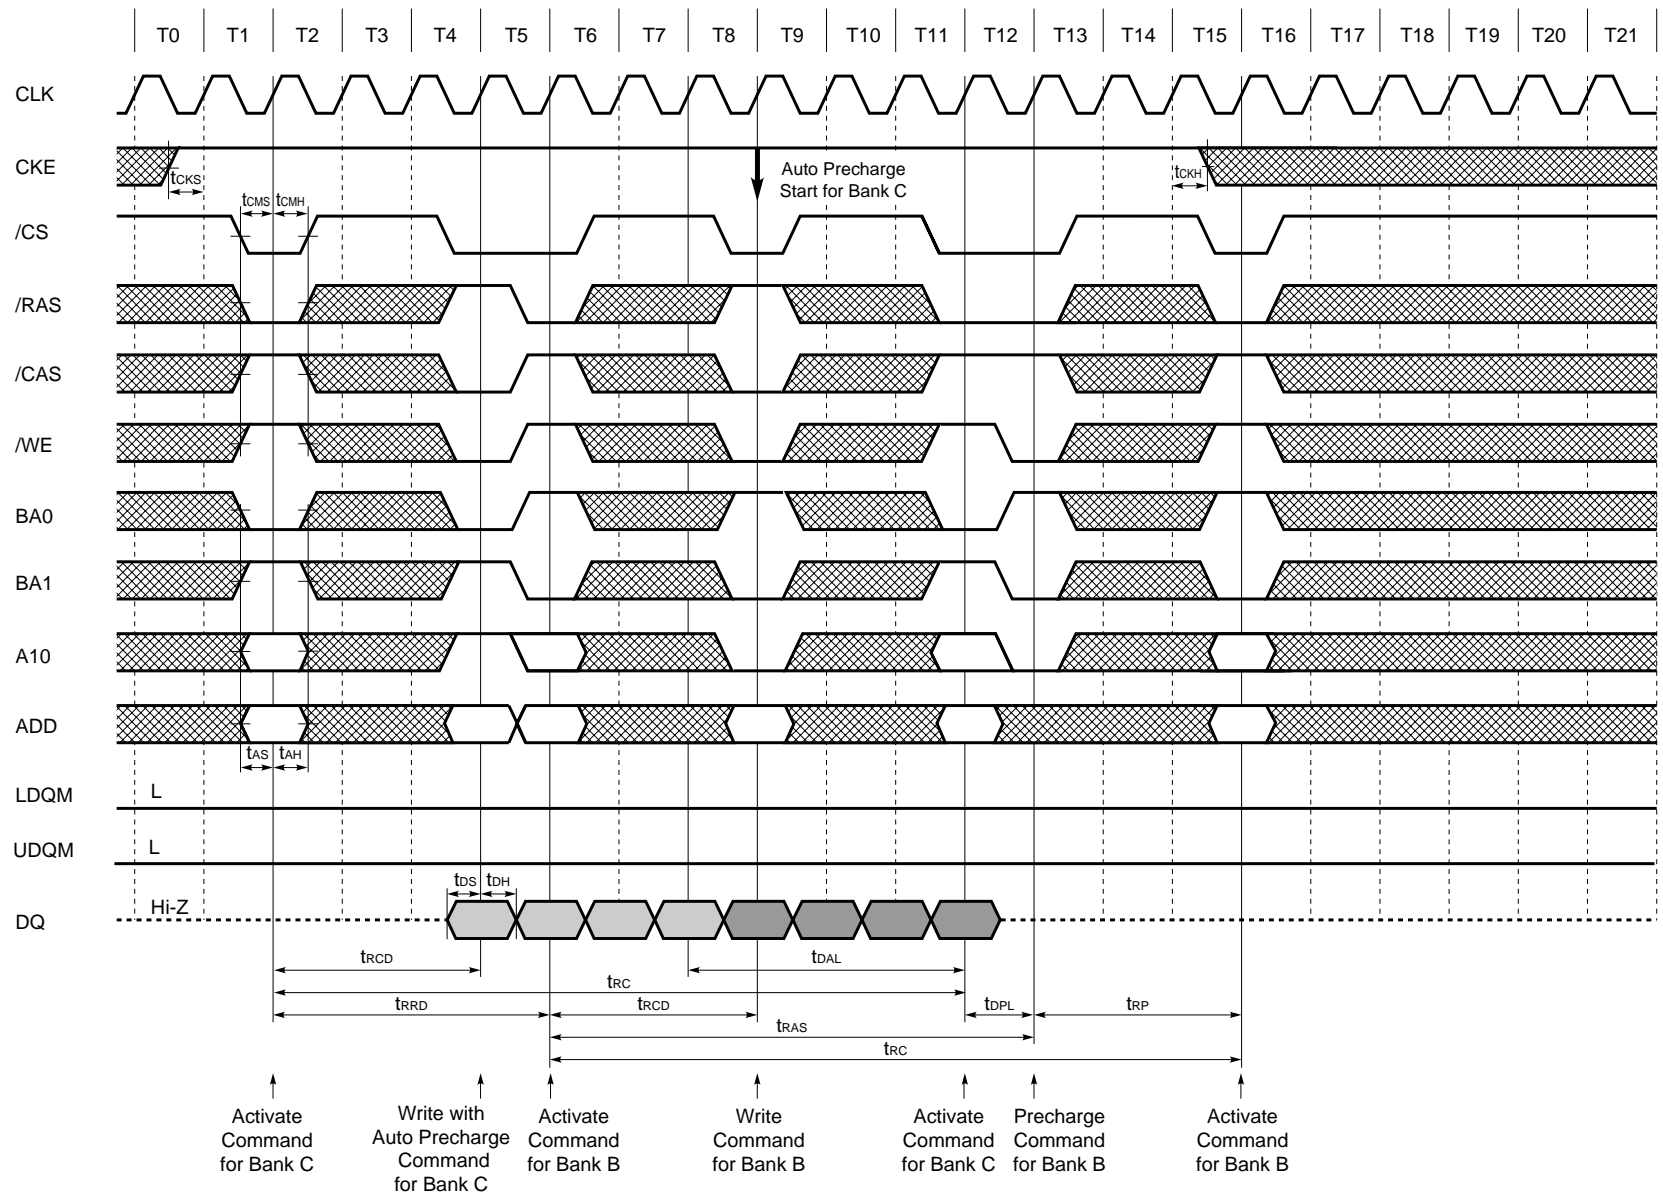 T0 T1 T2 T3 T4 T5 T6 T7 T8 T9 T10 T11 T12 T13 T14 T15 T16 T17 T18 T19 T20 T21
CLK
CKE
tCKS
Auto Precharge
Start for Bank C
tCKH
tCMS tCMH
/CS
/RAS
/CAS
/WE
BA0
BA1
A10
ADD
tAS tAH
LDQM L
UDQM L
tDS tDH
DQ Hi-Z
tRCD tDAL
tRC
tRRD tRCD tDPL tRP
tRAS
tRC
Activate
Command
for Bank C
Write with
Auto Precharge
Command
for Bank C
Activate
Command
for Bank B
Write
Command
for Bank B
Activate
Command
for Bank C
Precharge
Command
for Bank B
Activate
Command
for Bank B